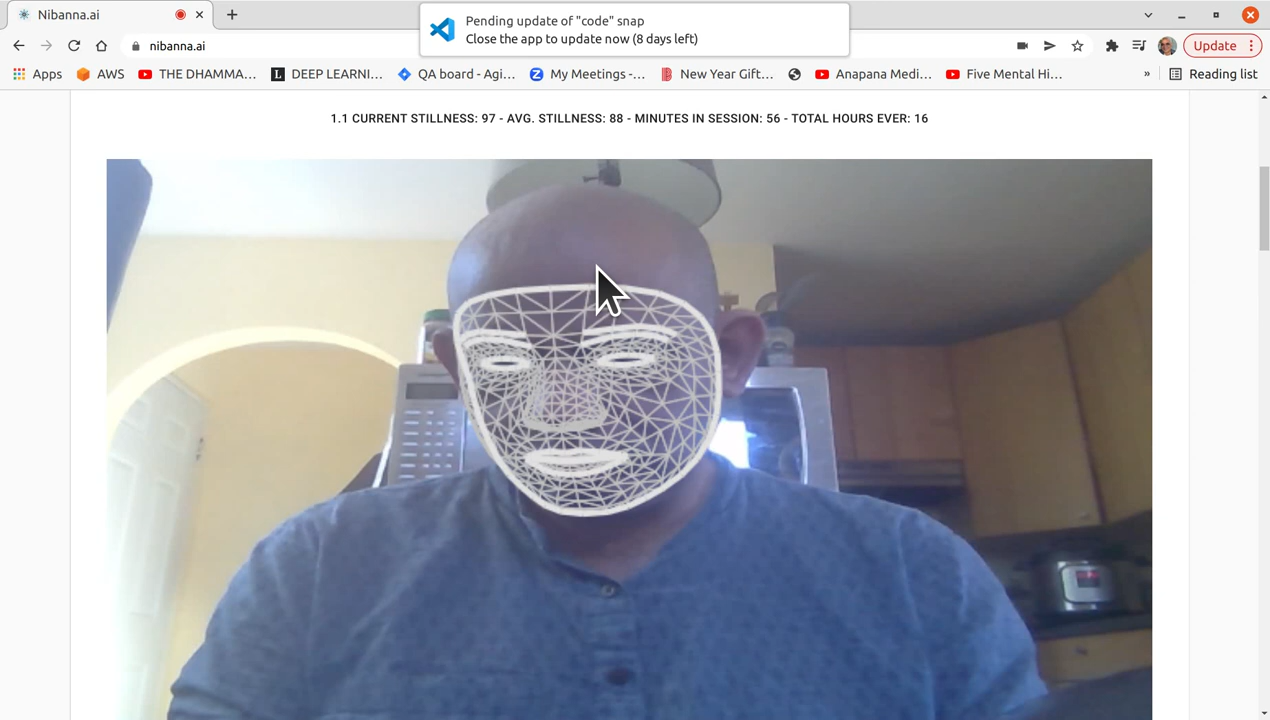 Nibanna.ai
Pending update of "code" snap
Close the app to update now (8 days left)
nibanna.ai
Update
Apps
AWS
THE DHAMMA...
DEEP LEARNI...
QA board - Agi...
My Meetings -...
New Year Gift...
Anapana Medi...
Five Mental Hi...
»
Reading list
1.1 CURRENT STILLNESS: 97 - AVG. STILLNESS: 88 - MINUTES IN SESSION: 56 - TOTAL HOURS EVER: 16